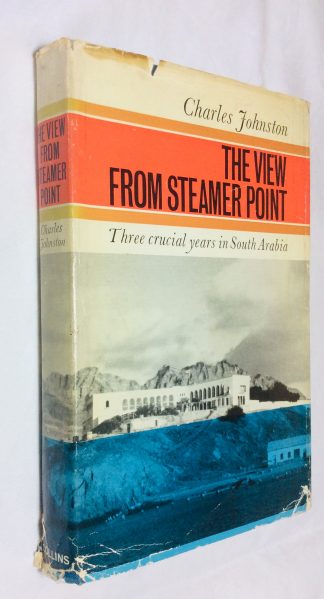 Charles Johnston
THE VIEW
FROM STEAMER POINT
Three crucial years in South Arabia
THE VIEW
FROM
STEAMER
POINT
Charles
Johnston
COLLINS